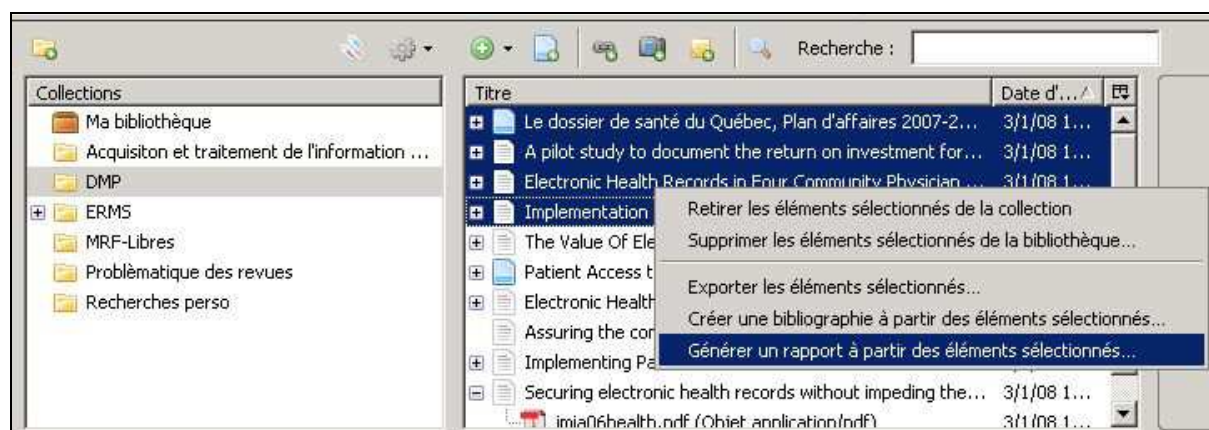 Recherche :
Collections
Ma bibliothèque
Acquisiton et traitement de l'information ...
DMP
ERMS
MRF-Libres
Problèmatique des revues
Recherches perso
Titre Date d'...
Le dossier de santé du Québec, Plan d'affaires 2007-2... 3/1/08 1...
A pilot study to document the return on investment for... 3/1/08 1...
Electronic Health Records in Four Community Physician ... 3/1/08 1...
Implementation
The Value Of Ele
Patient Access t
Electronic Health
Assuring the cor
Implementing Pa
Securing electronic health records without impeding the... 3/1/08 1...
imia06health.pdf (Objet application/pdf) 3/1/08 1...
Retirer les éléments sélectionnés de la collection
Supprimer les éléments sélectionnés de la bibliothèque...
Exporter les éléments sélectionnés...
Créer une bibliographie à partir des éléments sélectionnés...
Générer un rapport à partir des éléments sélectionnés...